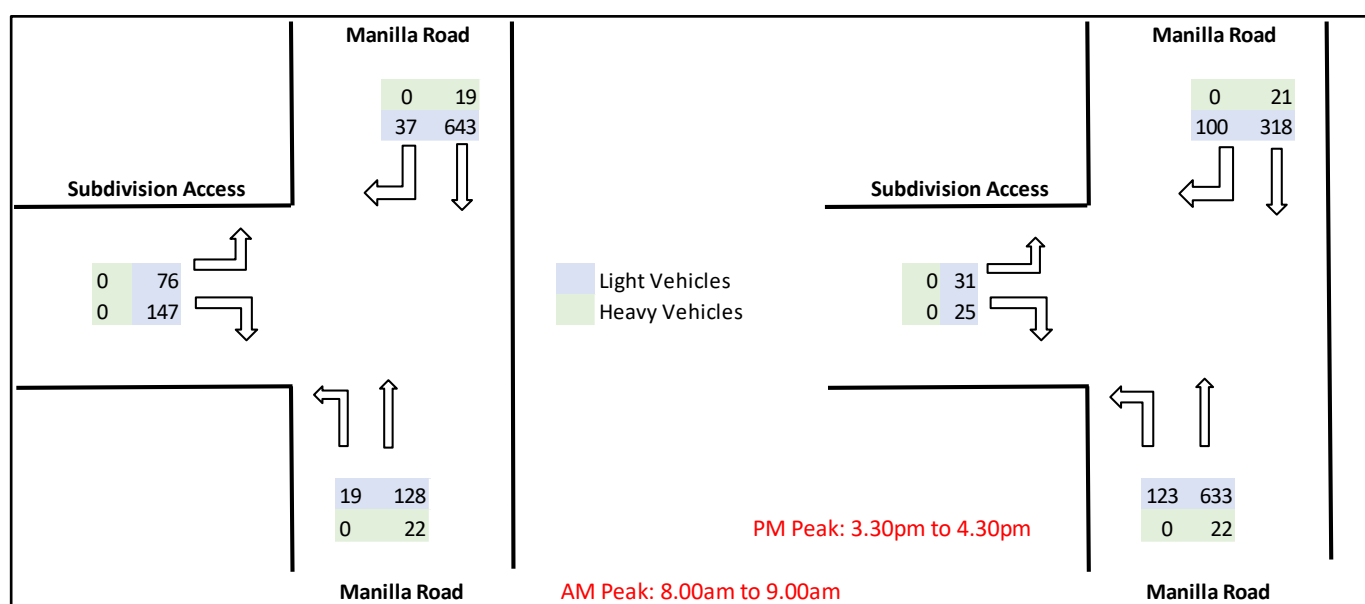 Manilla Road
Manilla Road
0 19
0 21
37 643
100 318
Subdivision Access
Subdivision Access
0 76
0 147
Light Vehicles
Heavy Vehicles
0 31
0 25
19 128
0 22
123 633
0 22
PM Peak: 3.30pm to 4.30pm
Manilla Road
AM Peak: 8.00am to 9.00am
Manilla Road